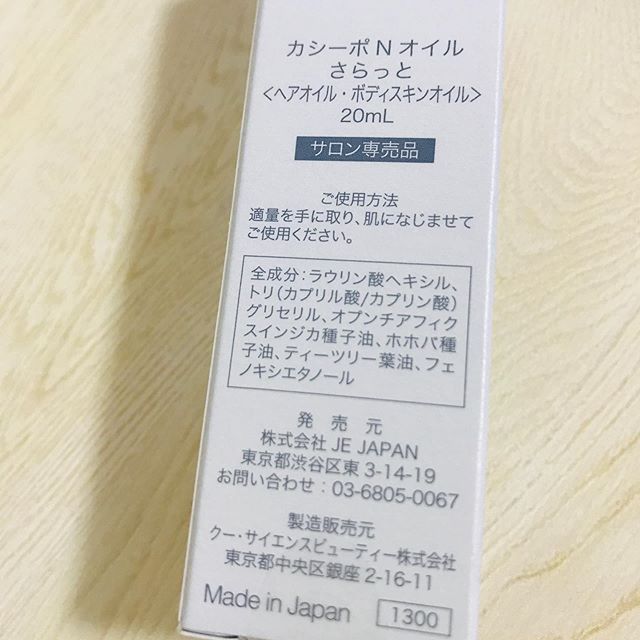 カシーポ N オイル
さらっと
<ヘアオイル・ボディスキンオイル>
20mL
サロン専売品
ご使用方法
適量を手に取り、肌になじませて
ご使用ください。
全成分：ラウリン酸ヘキシル、
トリ(カプリル酸/カプリン酸)
グリセリル、オプンチアフィク
スインジカ種子油、ホホバ種
子油、ティーツリー葉油、フェ
ノキシエタノール
発 売 元
株式会社 JE JAPAN
東京都渋谷区東 3-14-19
お問い合わせ：03-6805-0067
製造販売元
クー・サイエンスビューティー株式会社
東京都中央区銀座 2-16-11
Made in Japan 1300